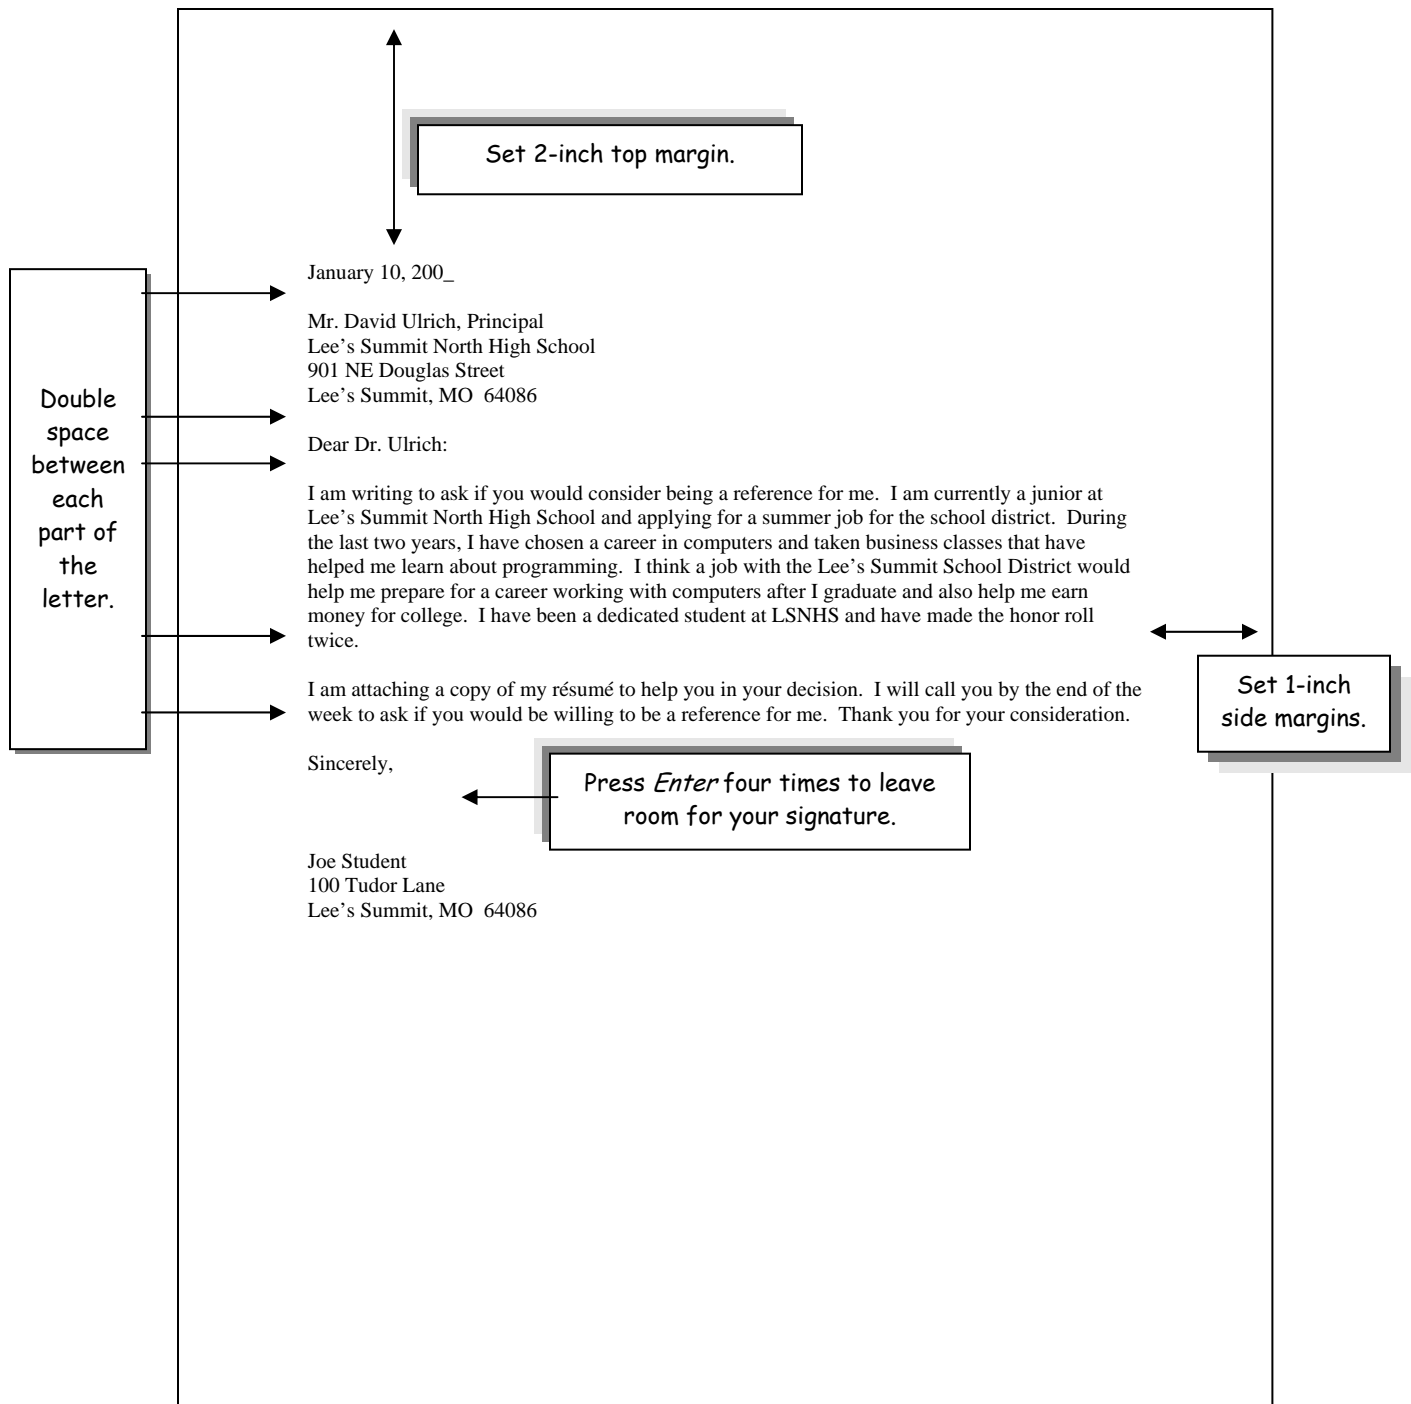 Set 2-inch top margin.
January 10, 200_
Mr. David Ulrich, Principal
Lee’s Summit North High School
901 NE Douglas Street
Lee’s Summit, MO  64086
Double
space
between
each
part of
the
letter.
Dear Dr. Ulrich:
I am writing to ask if you would consider being a reference for me.  I am currently a junior at
Lee’s Summit North High School and applying for a summer job for the school district.  During
the last two years, I have chosen a career in computers and taken business classes that have
helped me learn about programming.  I think a job with the Lee’s Summit School District would
help me prepare for a career working with computers after I graduate and also help me earn
money for college.  I have been a dedicated student at LSNHS and have made the honor roll
twice.
Set 1-inch
side margins.
I am attaching a copy of my résumé to help you in your decision.  I will call you by the end of the
week to ask if you would be willing to be a reference for me.  Thank you for your consideration.
Sincerely,
Press Enter four times to leave
room for your signature.
Joe Student
100 Tudor Lane
Lee’s Summit, MO  64086